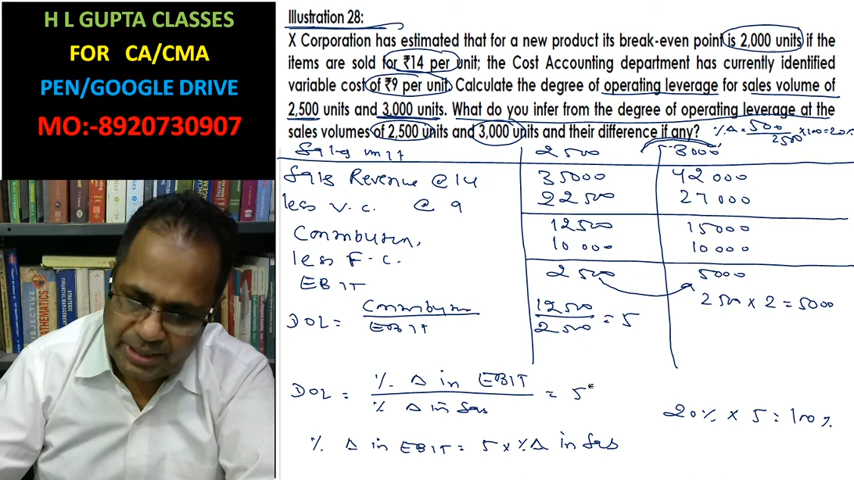 H L GUPTA CLASSES
FOR CA/CMA
PEN/GOOGLE DRIVE
MO:-8920730907
Illustration 28:
X Corporation has estimated that for a new product its break-even point is 2,000 units if the
items are sold for ₹14 per unit; the Cost Accounting department has currently identified
variable cost of ₹9 per unit. Calculate the degree of operating leverage for sales volume of
2,500 units and 3,000 units. What do you infer from the degree of operating leverage at the
sales volumes of 2,500 units and 3,000 units and their difference if any?
% Δ = 500/2500 × 100 = 20%
Sales unit 2500 3000
Sales Revenue @ 14 35000 42000
less V.C. @ 9 22500 27000
Contribution 12500 15000
less F.C. 10000 10000
EBIT 2500 5000
2500 × 2 = 5000
DOL = Contribution/EBIT 12500/2500 = 5
DOL = % Δ in EBIT / % Δ in Sales = 5
20% × 5 = 100%
% Δ in EBIT = 5 × % Δ in Sales
MATHEMATICS